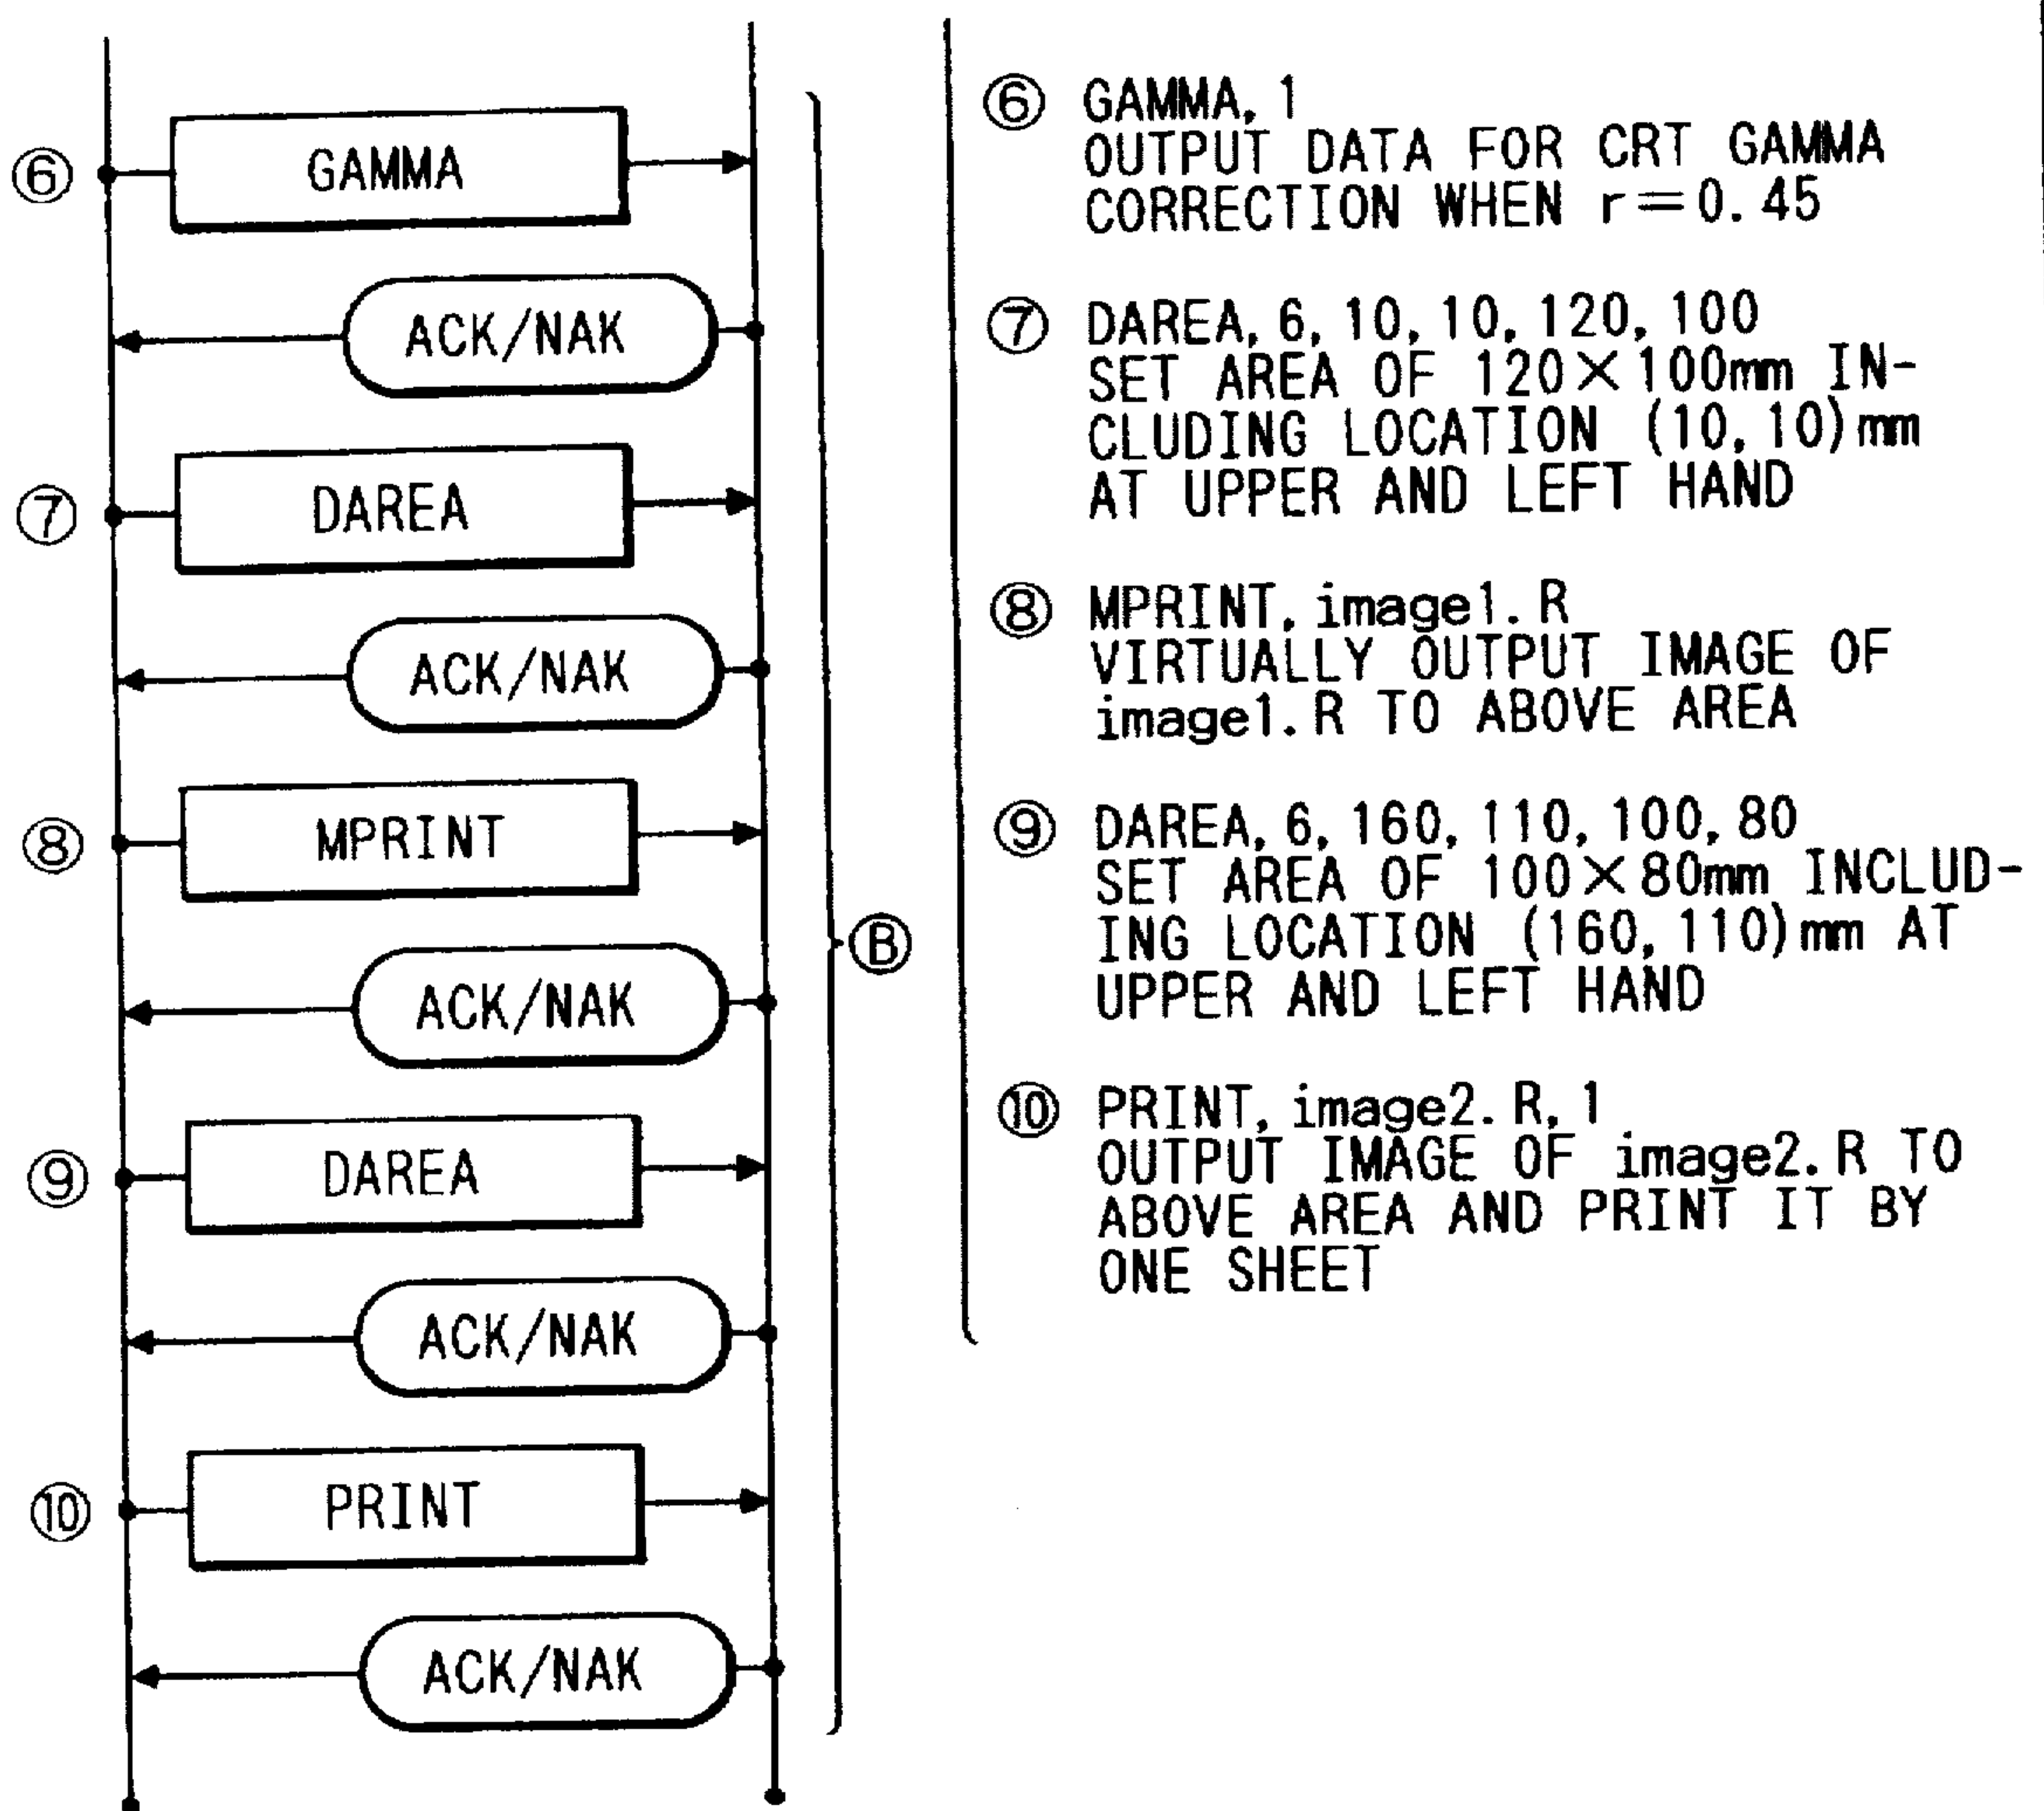 ⑥ GAMMA
ACK/NAK
⑦ DAREA
ACK/NAK
⑧ MPRINT
ACK/NAK
⑨ DAREA
ACK/NAK
⑩ PRINT
ACK/NAK
Ⓑ
⑥ GAMMA, 1
OUTPUT DATA FOR CRT GAMMA
CORRECTION WHEN r=0.45
⑦ DAREA, 6, 10, 10, 120, 100
SET AREA OF 120×100mm IN-
CLUDING LOCATION (10, 10)mm
AT UPPER AND LEFT HAND
⑧ MPRINT, image1.R
VIRTUALLY OUTPUT IMAGE OF
image1.R TO ABOVE AREA
⑨ DAREA, 6, 160, 110, 100, 80
SET AREA OF 100×80mm INCLUD-
ING LOCATION (160, 110)mm AT
UPPER AND LEFT HAND
⑩ PRINT, image2.R, 1
OUTPUT IMAGE OF image2.R TO
ABOVE AREA AND PRINT IT BY
ONE SHEET